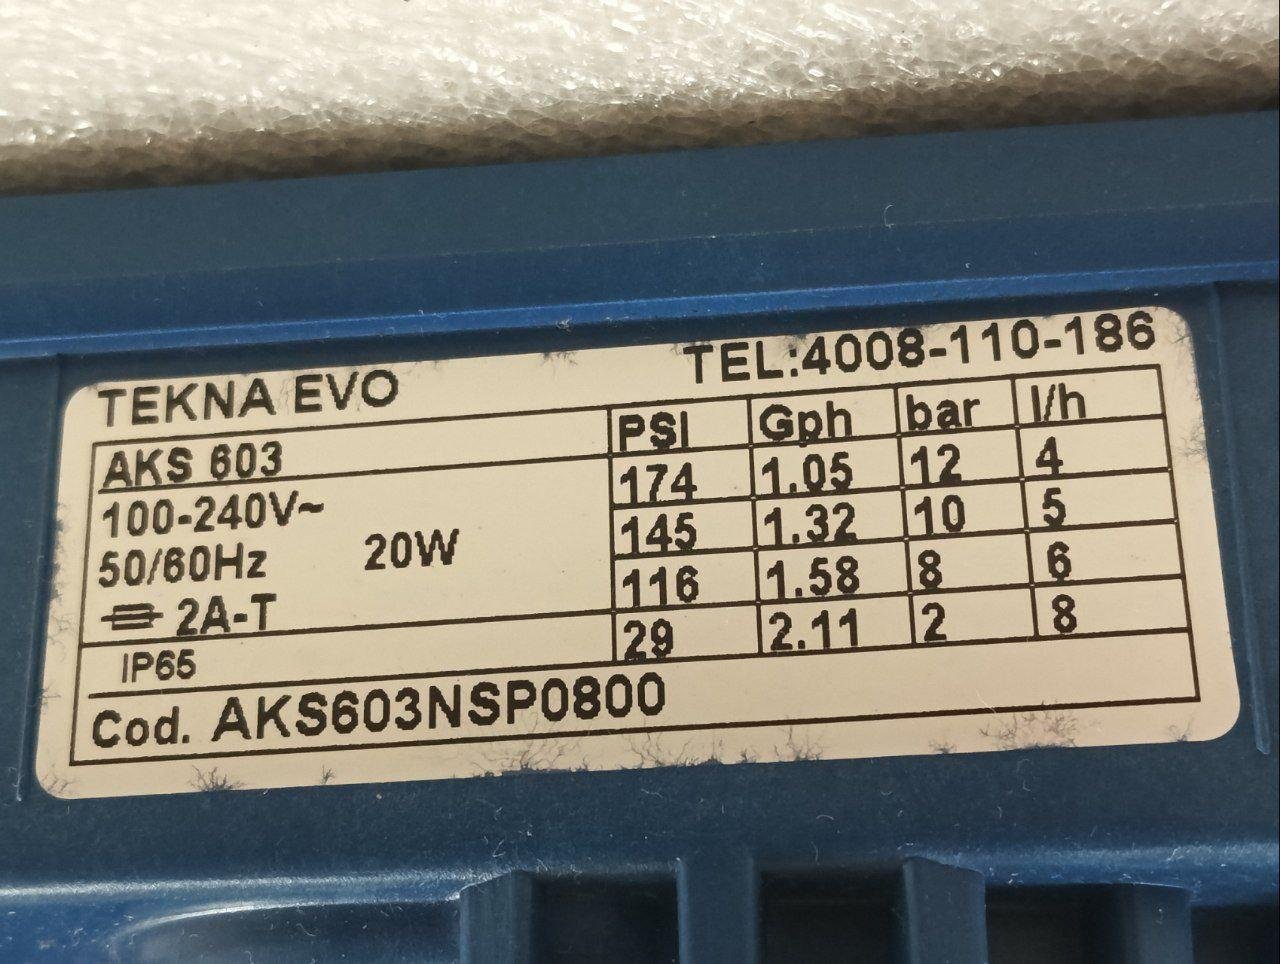 TEKNA EVO TEL:4008-110-186
AKS 603 PSI Gph bar l/h
100-240V~ 174 1.05 12 4
50/60Hz 20W 145 1.32 10 5
2A-T 116 1.58 8 6
IP65 29 2.11 2 8
Cod. AKS603NSP0800